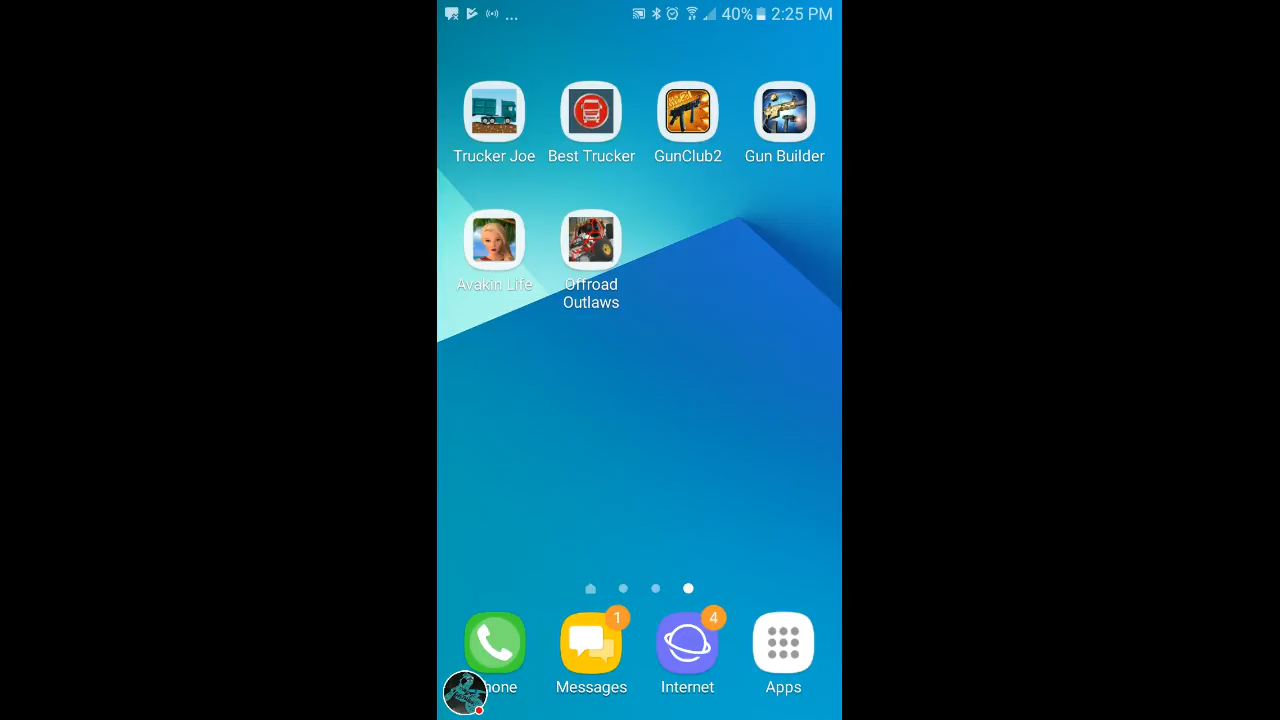 ... 40% 2:25 PM
Trucker Joe Best Trucker GunClub2 Gun Builder
Avakin Life Offroad Outlaws
1 4
hone Messages Internet Apps